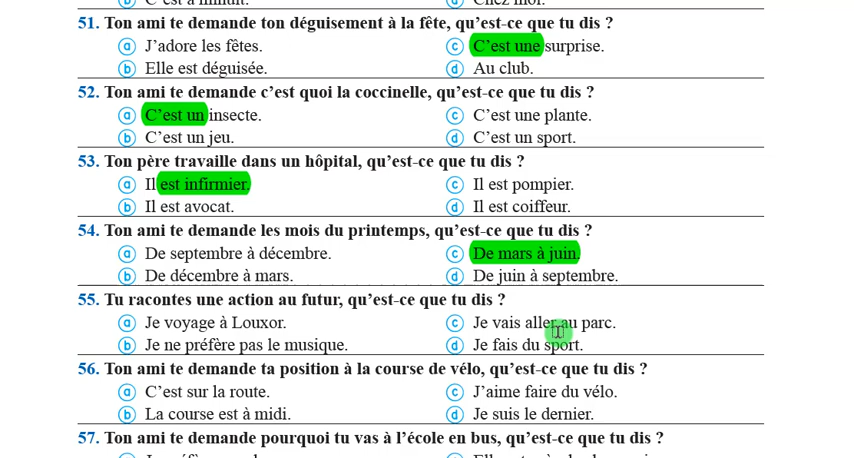 b C'est à minuit. d Chez moi.
51. Ton ami te demande ton déguisement à la fête, qu'est-ce que tu dis ?
a J'adore les fêtes. c C'est une surprise.
b Elle est déguisée. d Au club.
52. Ton ami te demande c'est quoi la coccinelle, qu'est-ce que tu dis ?
a C'est un insecte. c C'est une plante.
b C'est un jeu. d C'est un sport.
53. Ton père travaille dans un hôpital, qu'est-ce que tu dis ?
a Il est infirmier. c Il est pompier.
b Il est avocat. d Il est coiffeur.
54. Ton ami te demande les mois du printemps, qu'est-ce que tu dis ?
a De septembre à décembre. c De mars à juin.
b De décembre à mars. d De juin à septembre.
55. Tu racontes une action au futur, qu'est-ce que tu dis ?
a Je voyage à Louxor. c Je vais aller au parc.
b Je ne préfère pas le musique. d Je fais du sport.
56. Ton ami te demande ta position à la course de vélo, qu'est-ce que tu dis ?
a C'est sur la route. c J'aime faire du vélo.
b La course est à midi. d Je suis le dernier.
57. Ton ami te demande pourquoi tu vas à l'école en bus, qu'est-ce que tu dis ?